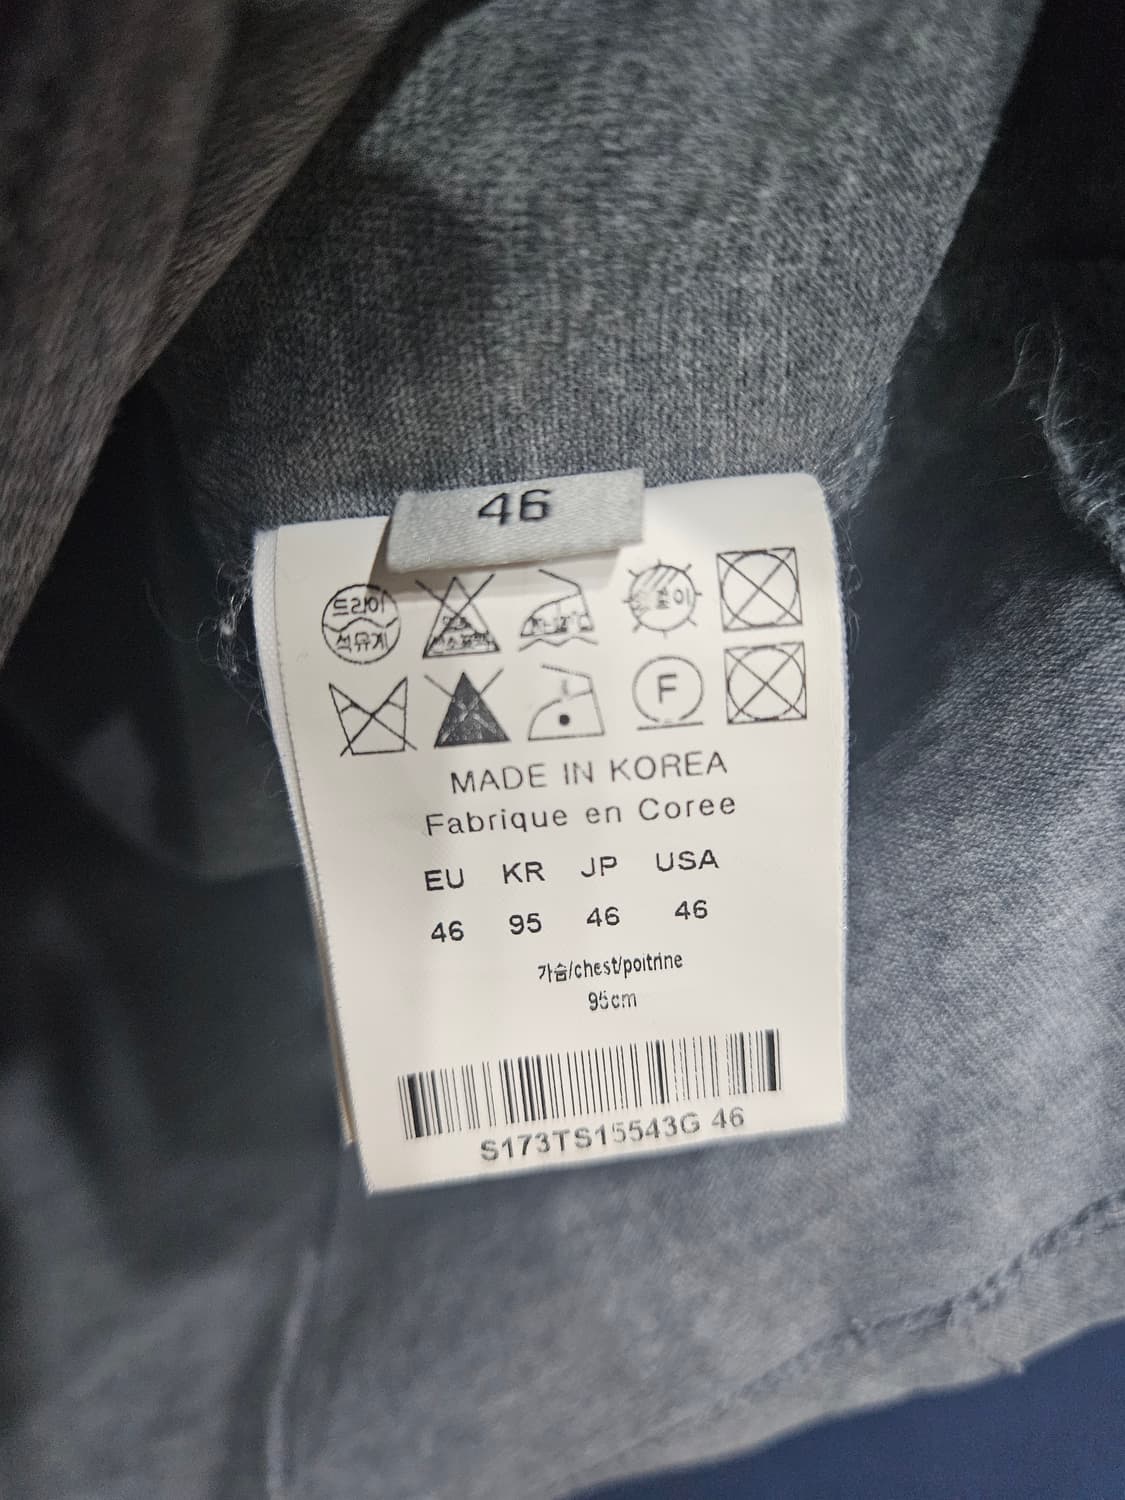 46
드라이
석유계
F
MADE IN KOREA
Fabrique en Coree
EU KR JP USA
46 95 46 46
가슴/chest/poitrine
95cm
S173TS15543G 46